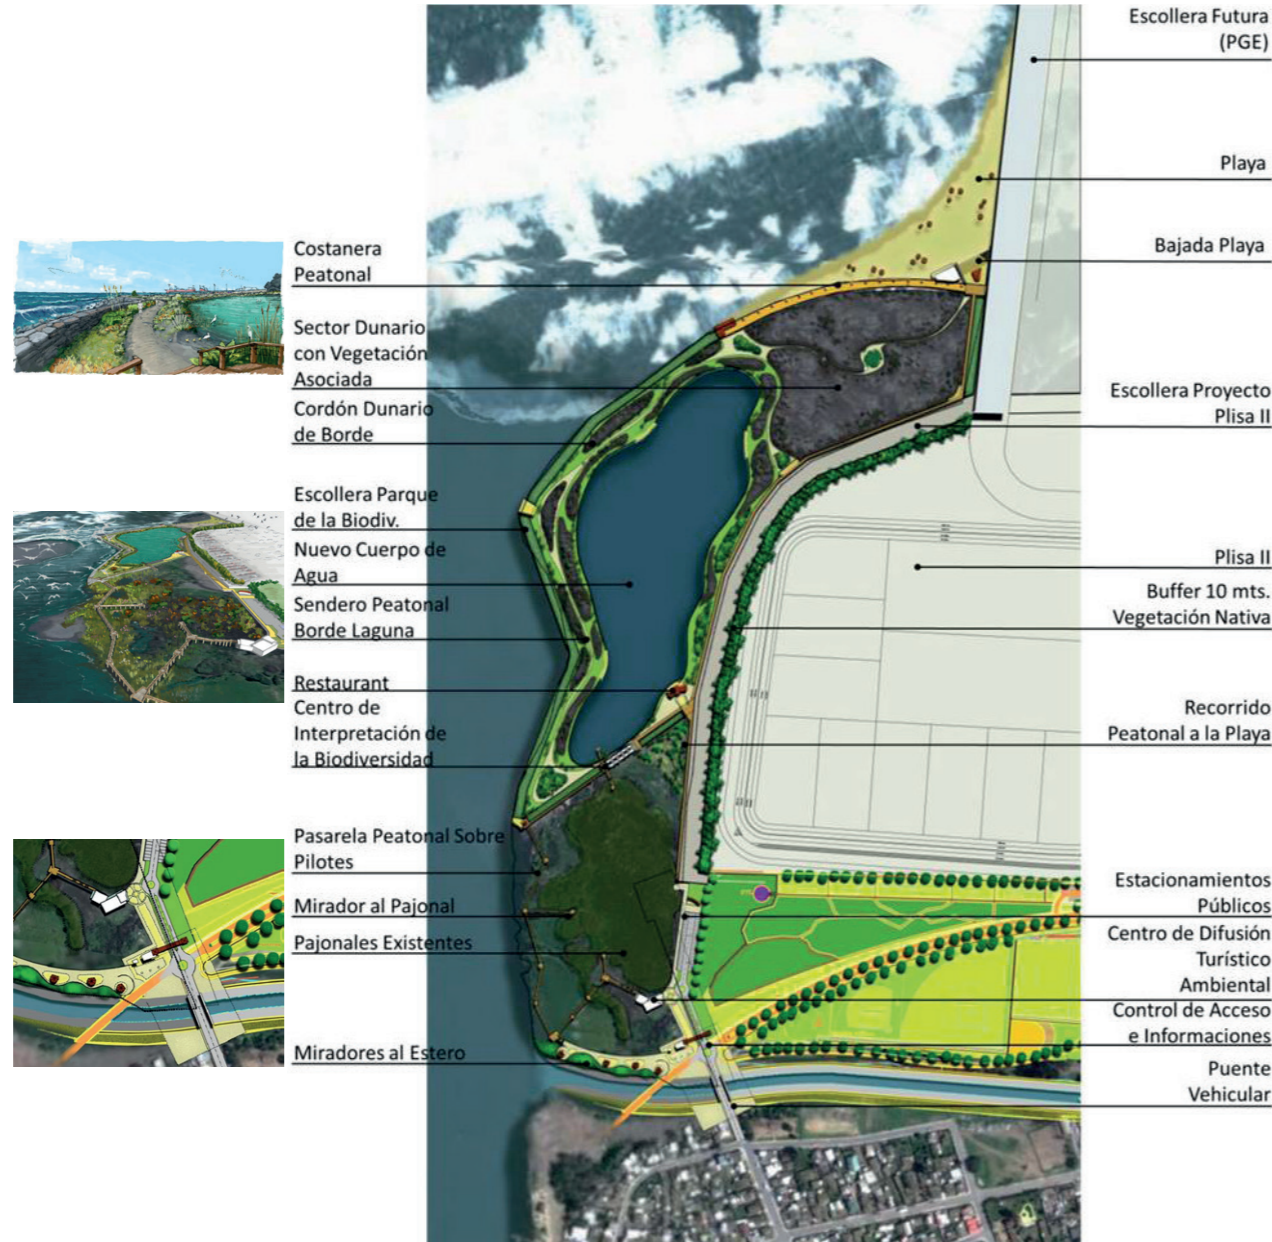 Costanera
Peatonal
Sector Dunario
con Vegetación
Asociada
Cordón Dunario
de Borde
Escollera Parque
de la Biodiv.
Nuevo Cuerpo de
Agua
Sendero Peatonal
Borde Laguna
Restaurant
Centro de
Interpretación de
la Biodiversidad
Pasarela Peatonal Sobre
Pilotes
Mirador al Pajonal
Pajonales Existentes
Miradores al Estero
Escollera Futura
(PGE)
Playa
Bajada Playa
Escollera Proyecto
Plisa II
Plisa II
Buffer 10 mts.
Vegetación Nativa
Recorrido
Peatonal a la Playa
Estacionamientos
Públicos
Centro de Difusión
Turístico
Ambiental
Control de Acceso
e Informaciones
Puente
Vehicular